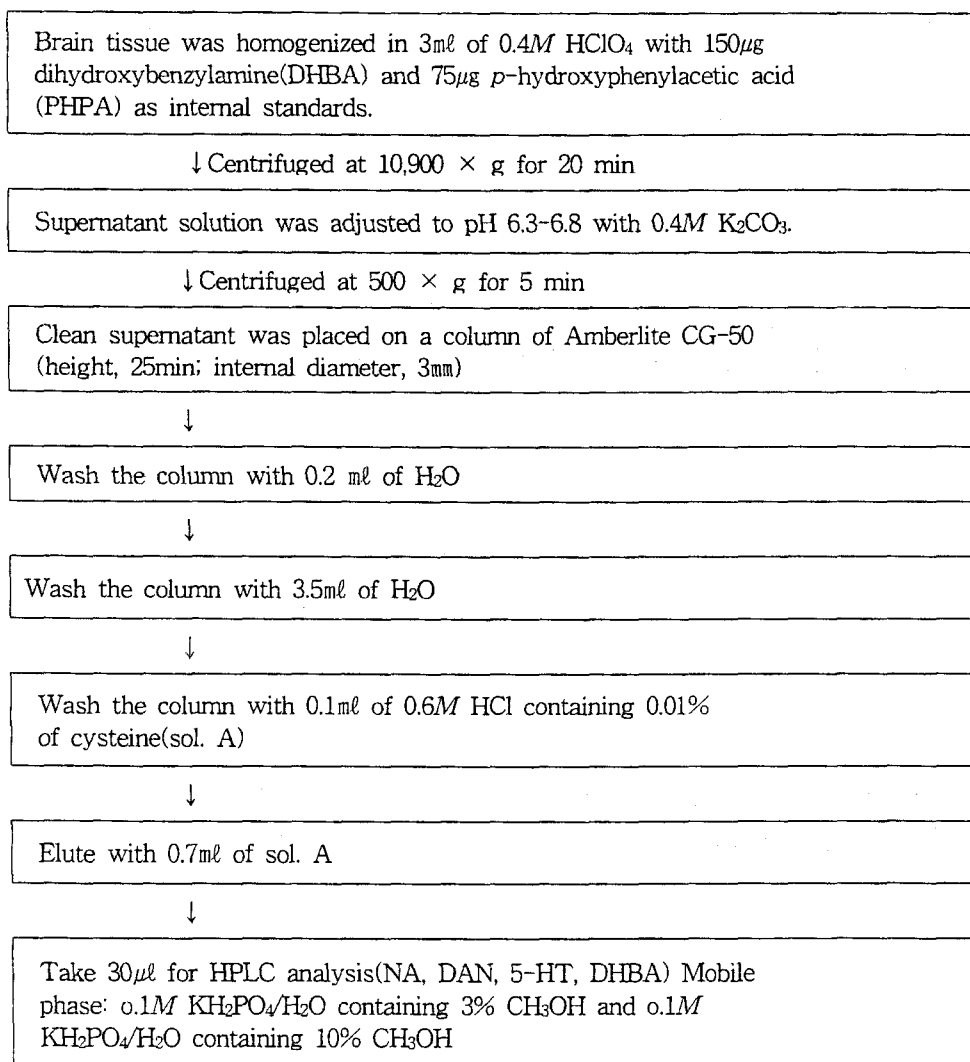 Brain tissue was homogenized in 3㎖ of 0.4M HClO₄ with 150㎍
dihydroxybenzylamine(DHBA) and 75㎍ p-hydroxyphenylacetic acid
(PHPA) as internal standards.
↓Centrifuged at 10,900 × g for 20 min
Supernatant solution was adjusted to pH 6.3-6.8 with 0.4M K₂CO₃.
↓Centrifuged at 500 × g for 5 min
Clean supernatant was placed on a column of Amberlite CG-50
(height, 25min; internal diameter, 3㎜)
↓
Wash the column with 0.2 ㎖ of H₂O
↓
Wash the column with 3.5㎖ of H₂O
↓
Wash the column with 0.1㎖ of 0.6M HCl containing 0.01%
of cysteine(sol. A)
↓
Elute with 0.7㎖ of sol. A
↓
Take 30㎕ for HPLC analysis(NA, DAN, 5-HT, DHBA) Mobile
phase: o.1M KH₂PO₄/H₂O containing 3% CH₃OH and o.1M
KH₂PO₄/H₂O containing 10% CH₃OH